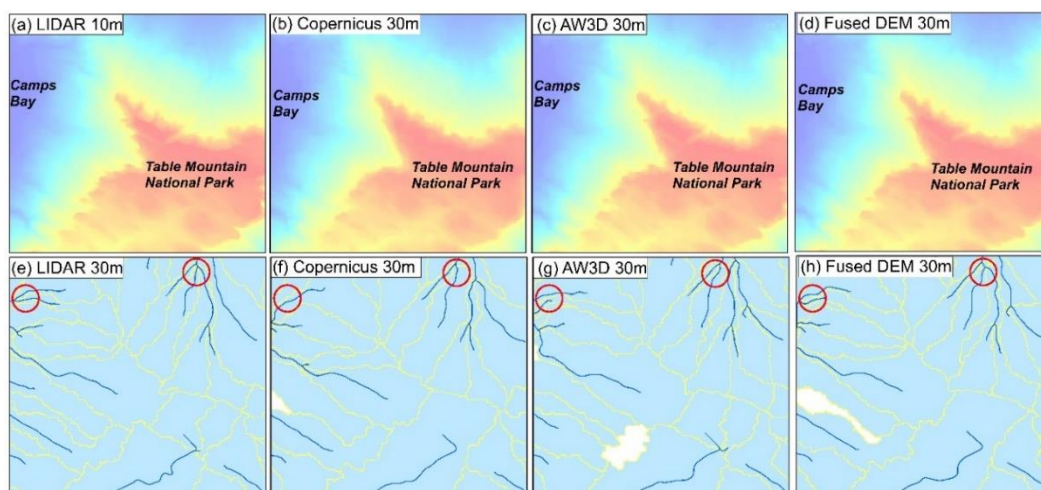 (a) LIDAR 10m
(b) Copernicus 30m
(c) AW3D 30m
(d) Fused DEM 30m
Camps
Bay
Table Mountain
National Park
Camps
Bay
Table Mountain
National Park
Camps
Bay
Table Mountain
National Park
Camps
Bay
Table Mountain
National Park
(e) LIDAR 30m
(f) Copernicus 30m
(g) AW3D 30m
(h) Fused DEM 30m